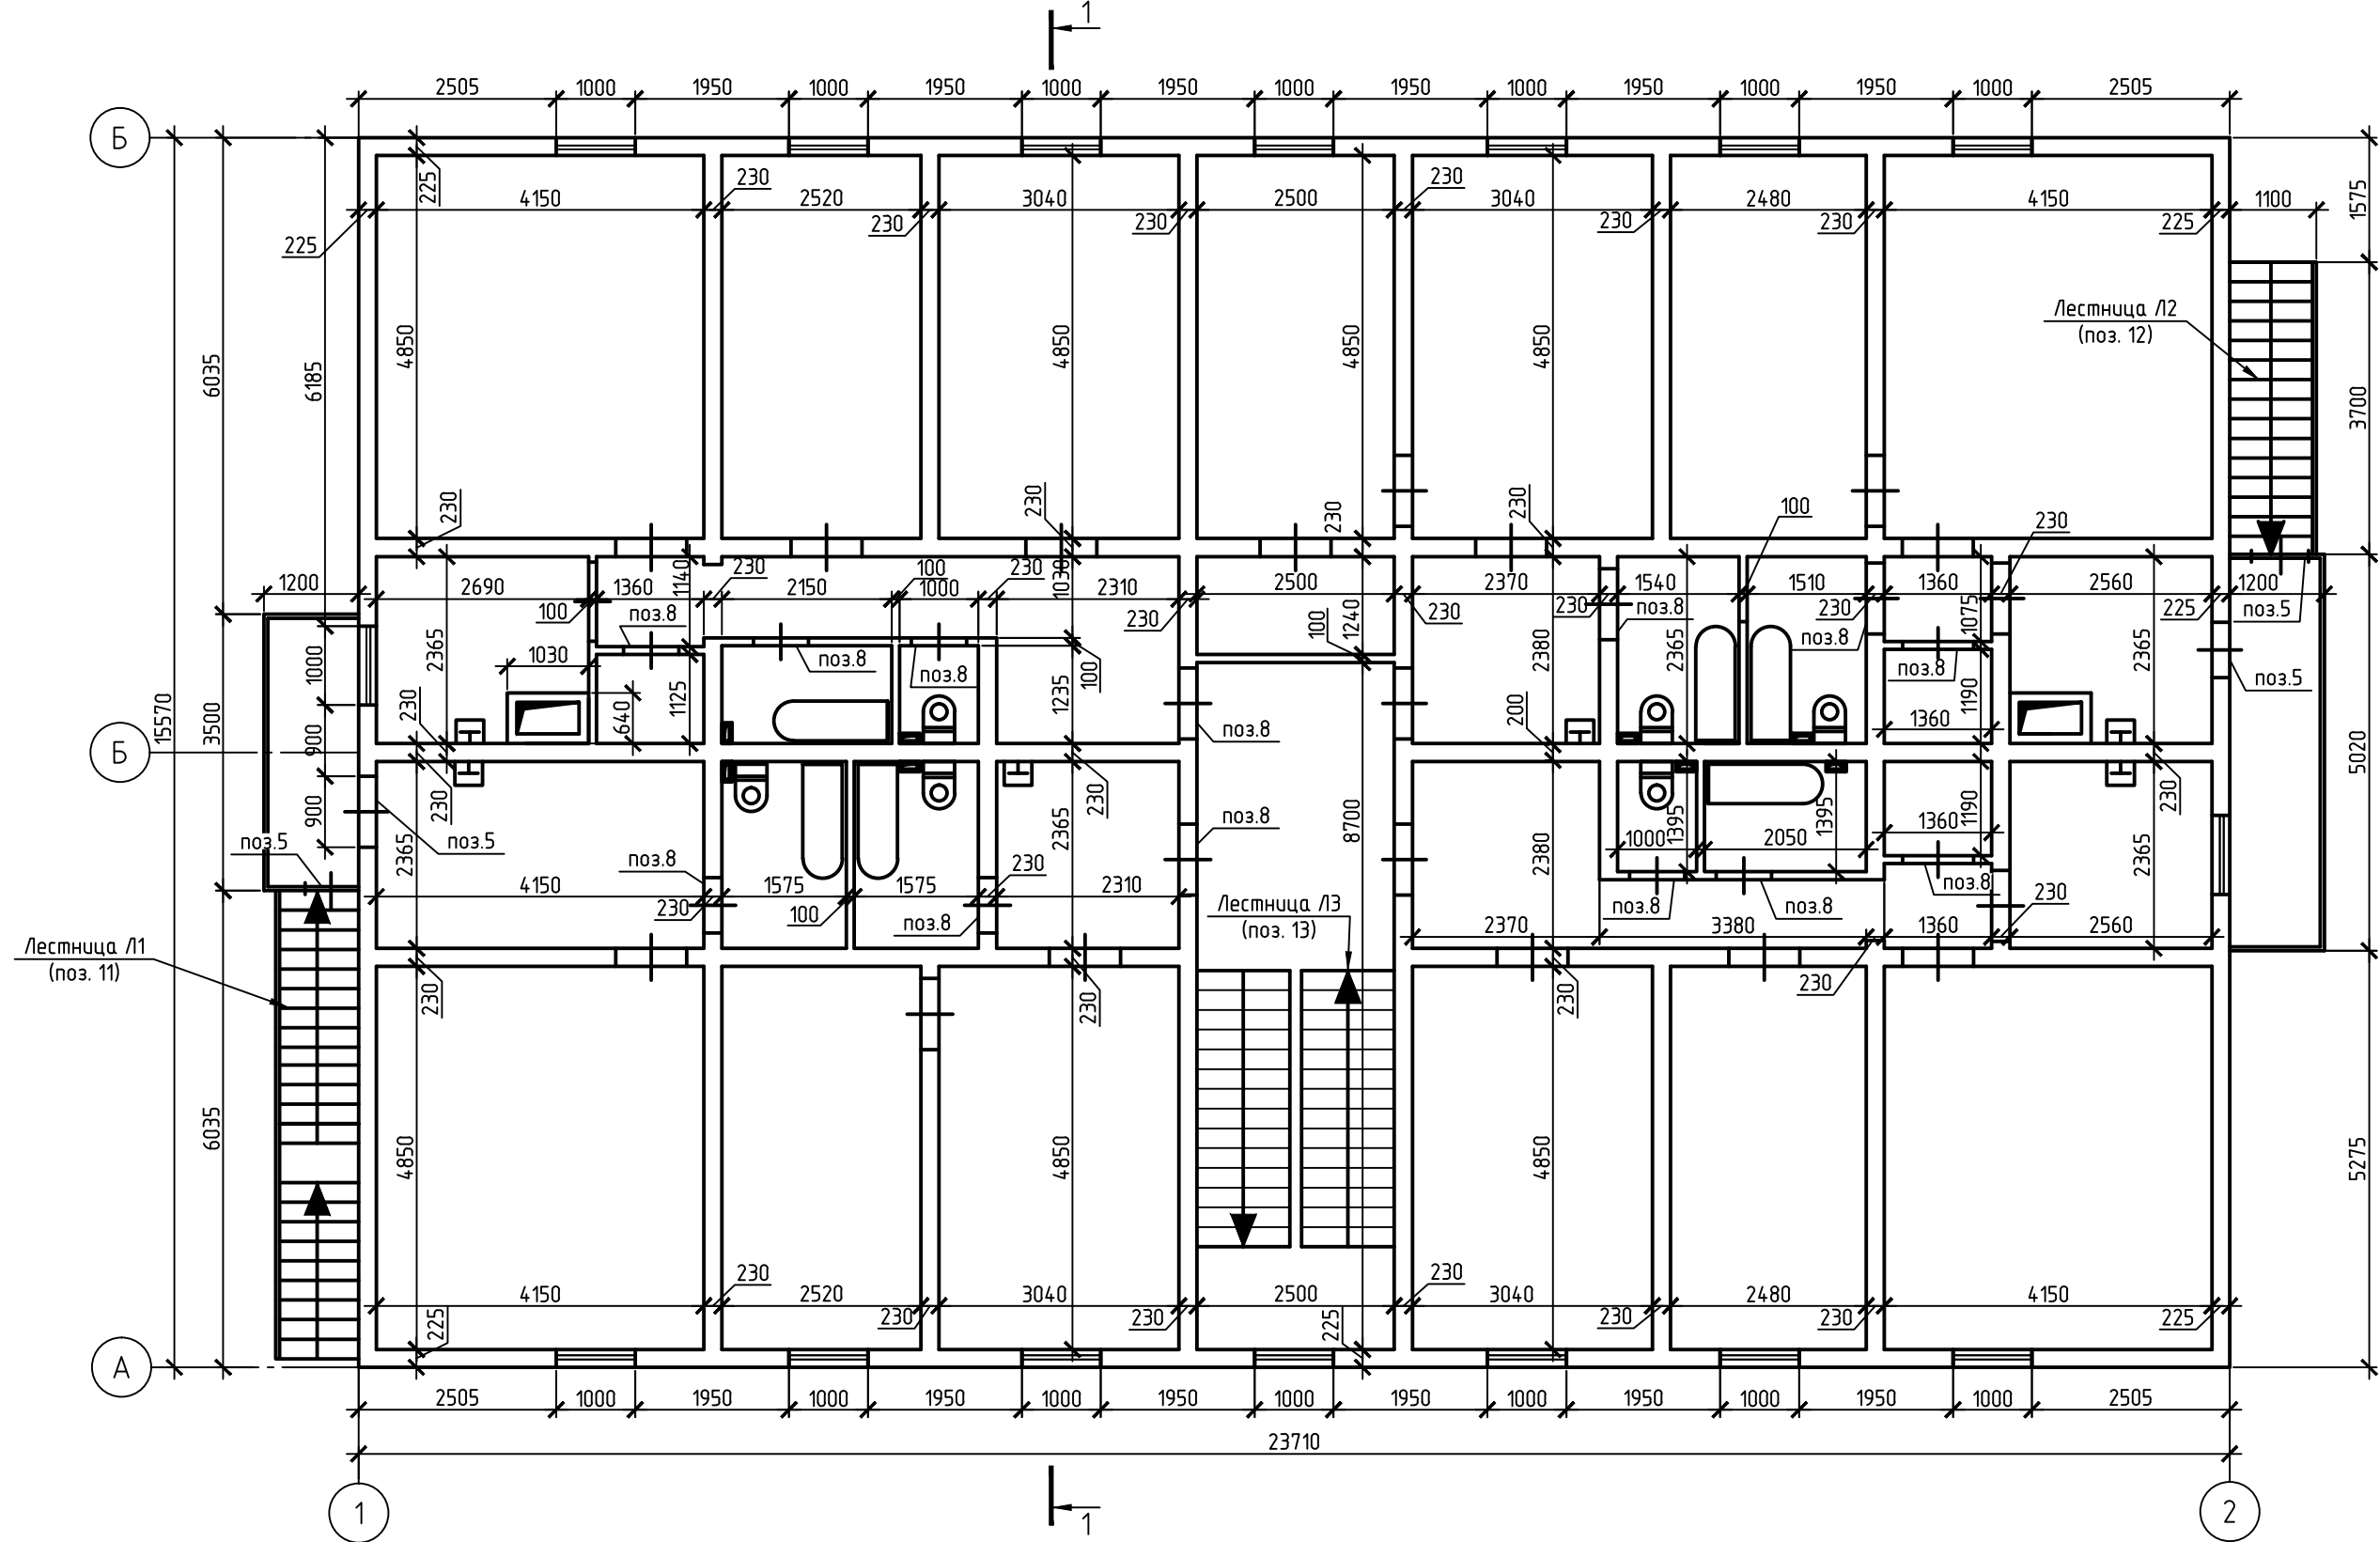 1
2505 1000 1950 1000 1950 1000 1950 1000 1950 1000 1950 1000 1950 1000 2505
Б
225 230 230 1575
4150 2520 3040 2500 3040 2480 4150 1100
230 230 230 230 225
225
Лестница Л2
(поз. 12)
6035 6185 4850 4850 4850 4850 3700
230 230 230 230 100 230
1200 2690 1360 1140 230 2150 100 1000 230 1030 2310 2500 2370 1540 1510 1360 2560 1200
100 поз.8 230 100 1240 230 230 поз.8 230 1075 225 поз.5
2365 1030 поз.8 поз.8 100 2380 2365 поз.8 поз.8 2365 поз.5
1000 640 1125 1235 1190
15570 3500 900 230 поз.8 200 1360
Б
5020
230 230 230
900 поз.8 8700 1395 1395 1360 1190
поз.5 поз.5 2365 поз.8 2365 2380 1000 2050 2365
4150 1575 1575 230 2310 поз.8 230
230 100 поз.8 Лестница Л3 поз.8 поз.8
(поз. 13) 2370 3380 1360 2560
Лестница Л1
(поз. 11)
230 230 230 230
6035 4850 4850 4850 5275
230 230
4150 2520 3040 2500 3040 2480 4150
225 230 230 225 230 230 225
А
2505 1000 1950 1000 1950 1000 1950 1000 1950 1000 1950 1000 1950 1000 2505
23710
1 1 2